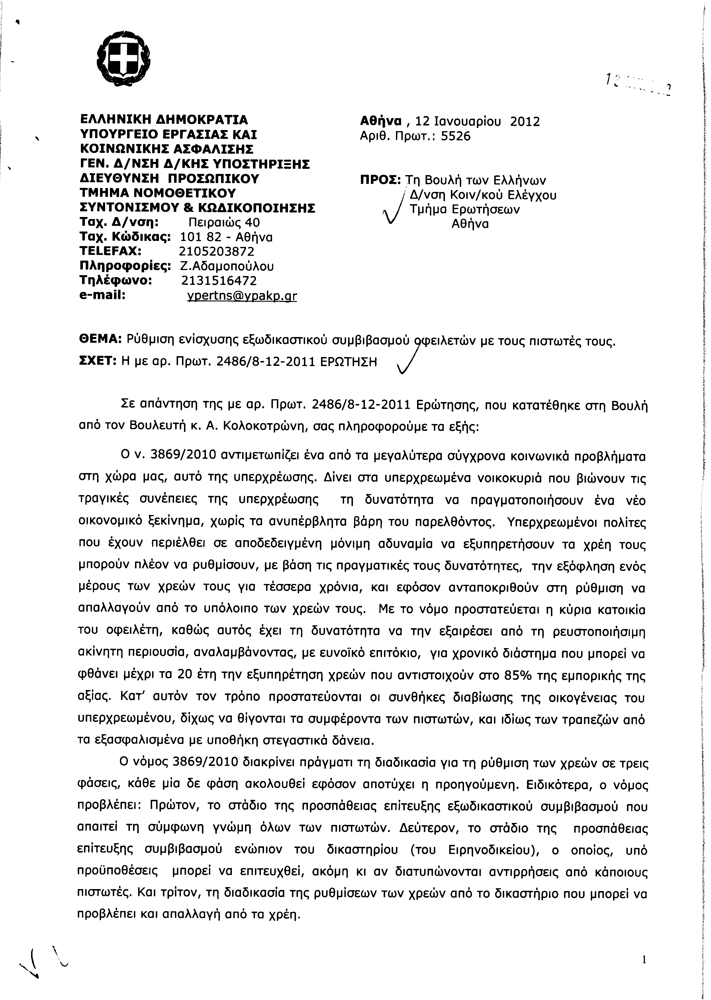 ΕΛΛΗΝΙΚΗ ΔΗΜΟΚΡΑΤΙΑ
ΥΠΟΥΡΓΕΙΟ ΕΡΓΑΣΙΑΣ ΚΑΙ
ΚΟΙΝΩΝΙΚΗΣ ΑΣΦΑΛΙΣΗΣ
ΓΕΝ. Δ/ΝΣΗ Δ/ΚΗΣ ΥΠΟΣΤΗΡΙΞΗΣ
ΔΙΕΥΘΥΝΣΗ ΠΡΟΣΩΠΙΚΟΥ
ΤΜΗΜΑ ΝΟΜΟΘΕΤΙΚΟΥ
ΣΥΝΤΟΝΙΣΜΟΥ & ΚΩΔΙΚΟΠΟΙΗΣΗΣ
Ταχ. Δ/νση: Πειραιώς 40
Ταχ. Κώδικας: 101 82 - Αθήνα
TELEFAX: 2105203872
Πληροφορίες: Ζ.Αδαμοπούλου
Τηλέφωνο: 2131516472
e-mail: ypertns@ypakp.gr
Αθήνα , 12 Ιανουαρίου 2012
Αριθ. Πρωτ.: 5526
ΠΡΟΣ: Τη Βουλή των Ελλήνων
Δ/νση Κοιν/κού Ελέγχου
Τμήμα Ερωτήσεων
Αθήνα
ΘΕΜΑ: Ρύθμιση ενίσχυσης εξωδικαστικού συμβιβασμού οφειλετών με τους πιστωτές τους.
ΣΧΕΤ: Η με αρ. Πρωτ. 2486/8-12-2011 ΕΡΩΤΗΣΗ
Σε απάντηση της με αρ. Πρωτ. 2486/8-12-2011 Ερώτησης, που κατατέθηκε στη Βουλή
από τον Βουλευτή κ. Α. Κολοκοτρώνη, σας πληροφορούμε τα εξής:
Ο ν. 3869/2010 αντιμετωπίζει ένα από τα μεγαλύτερα σύγχρονα κοινωνικά προβλήματα
στη χώρα μας, αυτό της υπερχρέωσης. Δίνει στα υπερχρεωμένα νοικοκυριά που βιώνουν τις
τραγικές συνέπειες της υπερχρέωσης τη δυνατότητα να πραγματοποιήσουν ένα νέο
οικονομικό ξεκίνημα, χωρίς τα ανυπέρβλητα βάρη του παρελθόντος. Υπερχρεωμένοι πολίτες
που έχουν περιέλθει σε αποδεδειγμένη μόνιμη αδυναμία να εξυπηρετήσουν τα χρέη τους
μπορούν πλέον να ρυθμίσουν, με βάση τις πραγματικές τους δυνατότητες, την εξόφληση ενός
μέρους των χρεών τους για τέσσερα χρόνια, και εφόσον ανταποκριθούν στη ρύθμιση να
απαλλαγούν από το υπόλοιπο των χρεών τους. Με το νόμο προστατεύεται η κύρια κατοικία
του οφειλέτη, καθώς αυτός έχει τη δυνατότητα να την εξαιρέσει από τη ρευστοποιήσιμη
ακίνητη περιουσία, αναλαμβάνοντας, με ευνοϊκό επιτόκιο, για χρονικό διάστημα που μπορεί να
φθάνει μέχρι τα 20 έτη την εξυπηρέτηση χρεών που αντιστοιχούν στο 85% της εμπορικής της
αξίας. Κατ' αυτόν τον τρόπο προστατεύονται οι συνθήκες διαβίωσης της οικογένειας του
υπερχρεωμένου, δίχως να θίγονται τα συμφέροντα των πιστωτών, και ιδίως των τραπεζών από
τα εξασφαλισμένα με υποθήκη στεγαστικά δάνεια.
Ο νόμος 3869/2010 διακρίνει πράγματι τη διαδικασία για τη ρύθμιση των χρεών σε τρεις
φάσεις, κάθε μία δε φάση ακολουθεί εφόσον αποτύχει η προηγούμενη. Ειδικότερα, ο νόμος
προβλέπει: Πρώτον, το στάδιο της προσπάθειας επίτευξης εξωδικαστικού συμβιβασμού που
απαιτεί τη σύμφωνη γνώμη όλων των πιστωτών. Δεύτερον, το στάδιο της προσπάθειας
επίτευξης συμβιβασμού ενώπιον του δικαστηρίου (του Ειρηνοδικείου), ο οποίος, υπό
προϋποθέσεις μπορεί να επιτευχθεί, ακόμη κι αν διατυπώνονται αντιρρήσεις από κάποιους
πιστωτές. Και τρίτον, τη διαδικασία της ρυθμίσεων των χρεών από το δικαστήριο που μπορεί να
προβλέπει και απαλλαγή από τα χρέη.
1